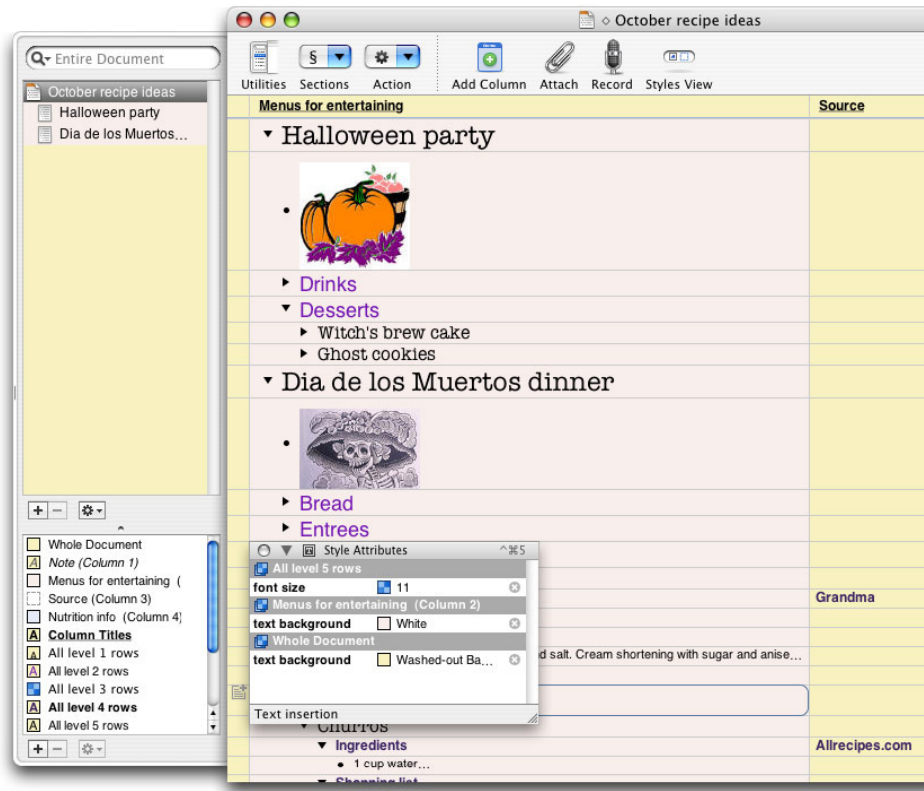 October recipe ideas
Entire Document
October recipe ideas
Halloween party
Dia de los Muertos…
Utilities Sections Action Add Column Attach Record Styles View
Menus for entertaining Source
Halloween party
Drinks
Desserts
Witch's brew cake
Ghost cookies
Dia de los Muertos dinner
Bread
Entrees
Whole Document
Note (Column 1)
Menus for entertaining (
Source (Column 3)
Nutrition info (Column 4)
Column Titles
All level 1 rows
All level 2 rows
All level 3 rows
All level 4 rows
All level 5 rows
Style Attributes ^⌘5
All level 5 rows
font size 11
Menus for entertaining (Column 2)
text background White
Whole Document
text background Washed-out Ba…
Text insertion
Grandma
d salt. Cream shortening with sugar and anise…
Churros
Ingredients Allrecipes.com
1 cup water…
Shopping list